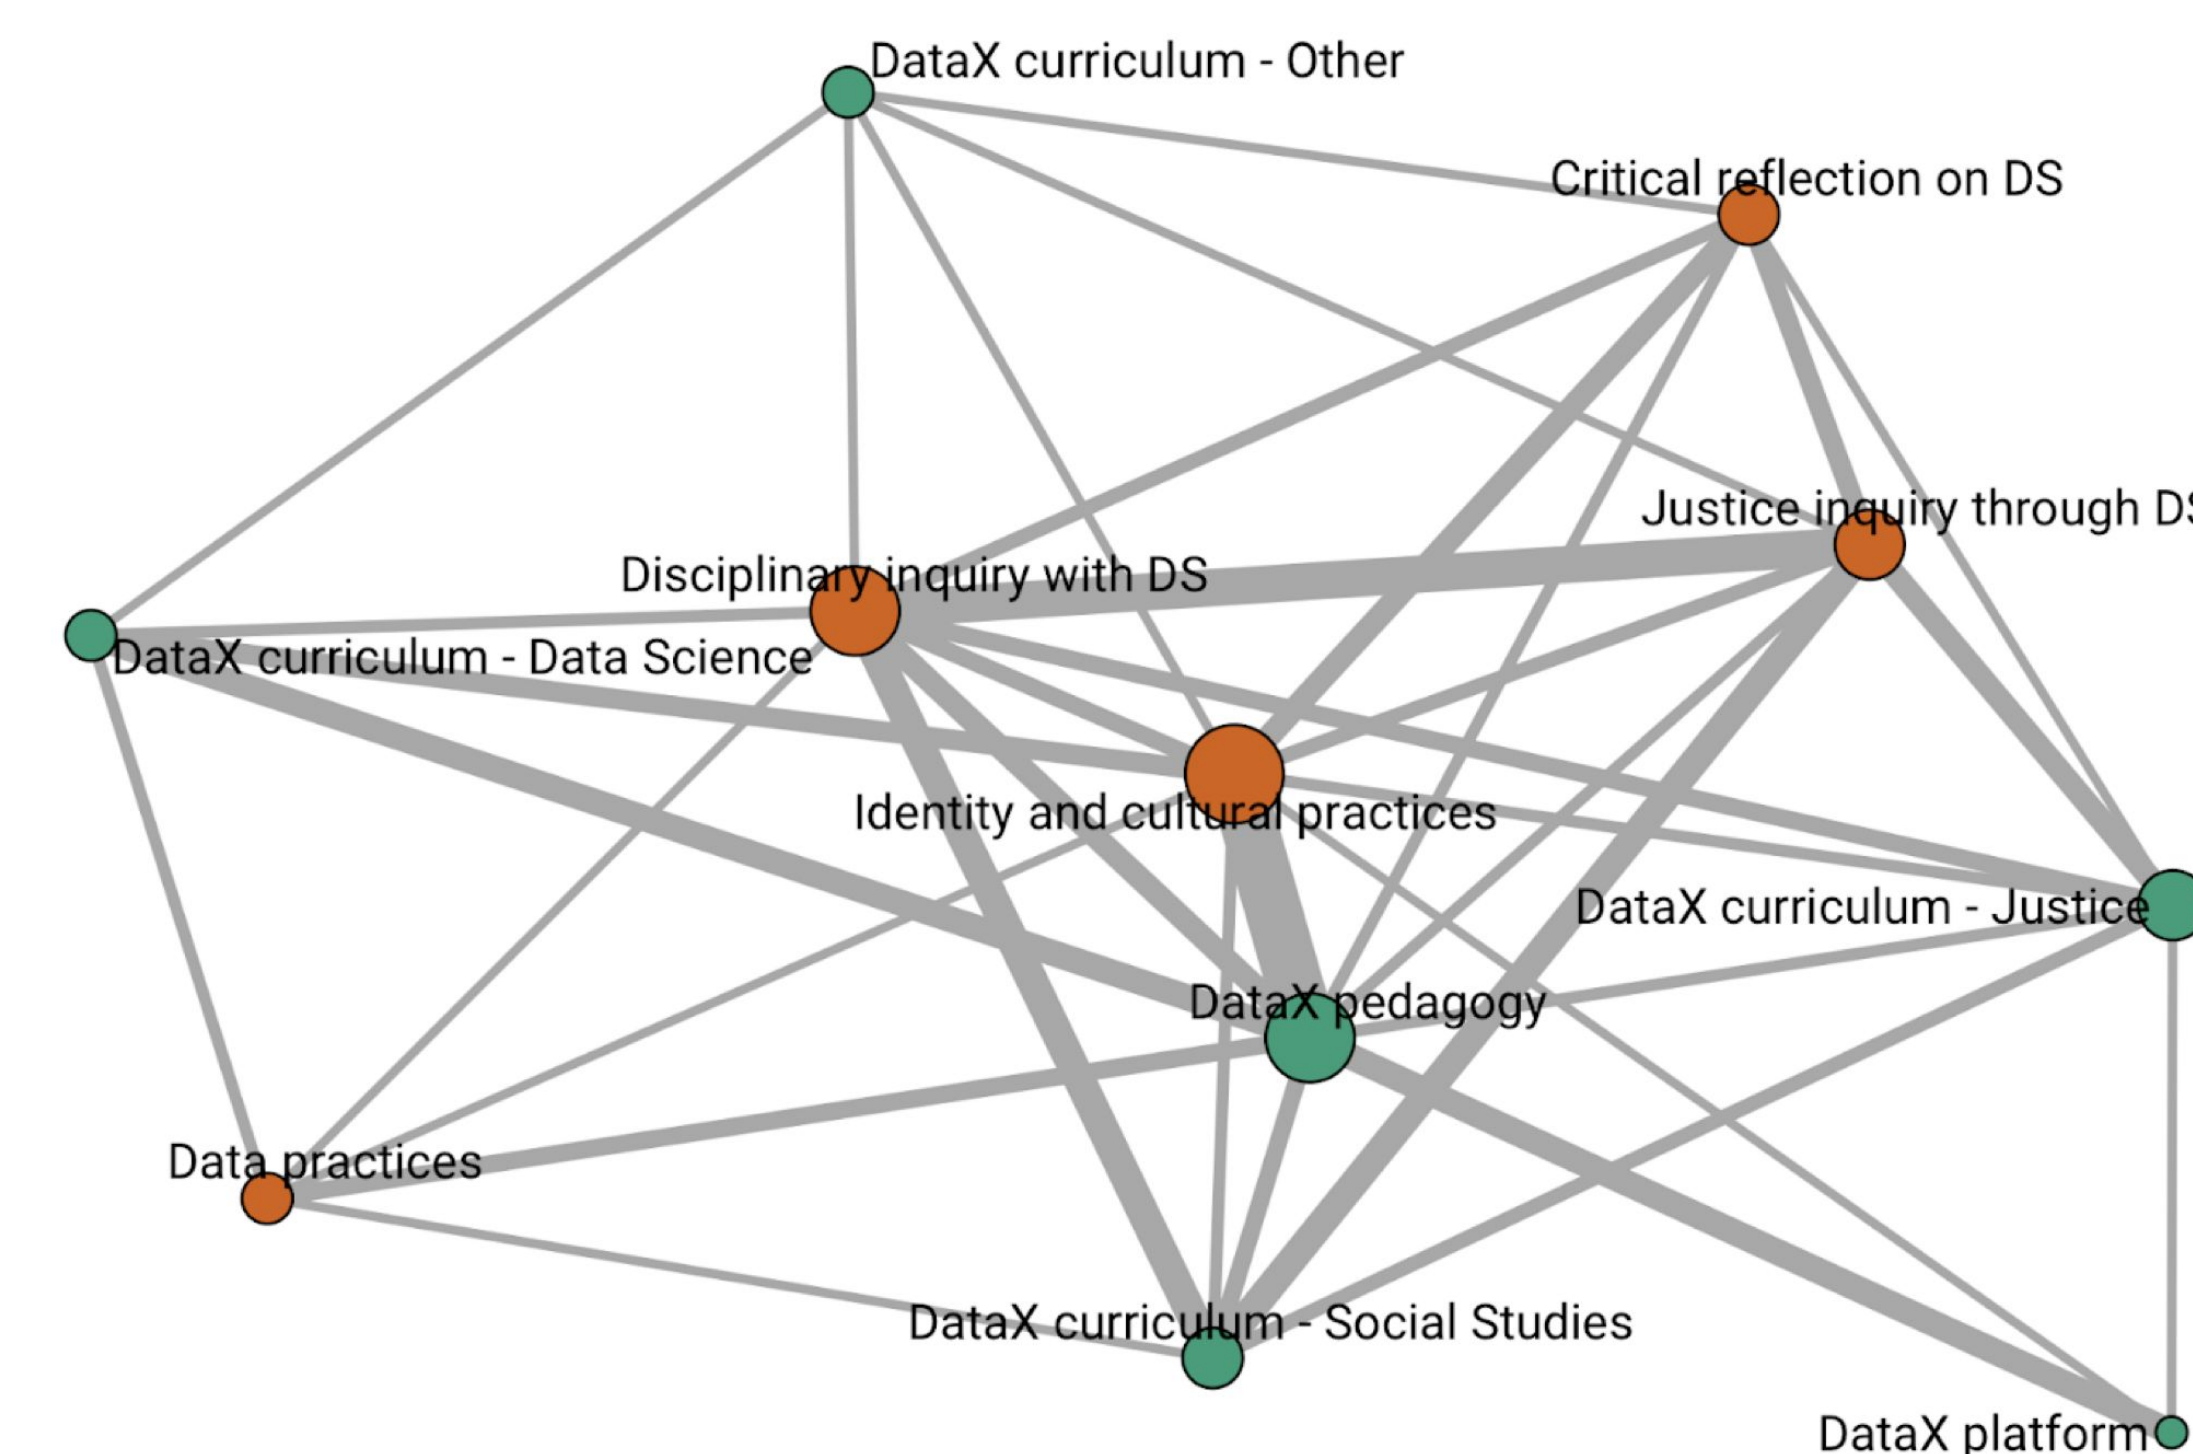 DataX curriculum - Other
Critical reflection on DS
Justice inquiry through DS
Disciplinary inquiry with DS
DataX curriculum - Data Science
Identity and cultural practices
DataX curriculum - Justice
DataX pedagogy
Data practices
DataX curriculum - Social Studies
DataX platform